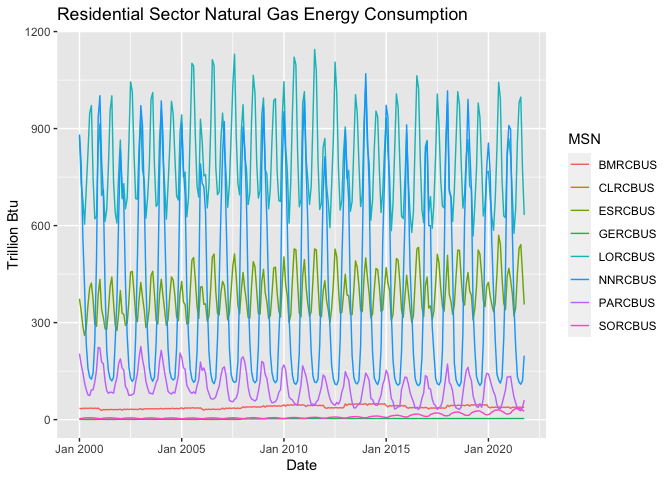 Residential Sector Natural Gas Energy Consumption
1200
900
600
300
0
Trillion Btu
Jan 2000
Jan 2005
Jan 2010
Jan 2015
Jan 2020
Date
MSN
BMRCBUS
CLRCBUS
ESRCBUS
GERCBUS
LORCBUS
NNRCBUS
PARCBUS
SORCBUS